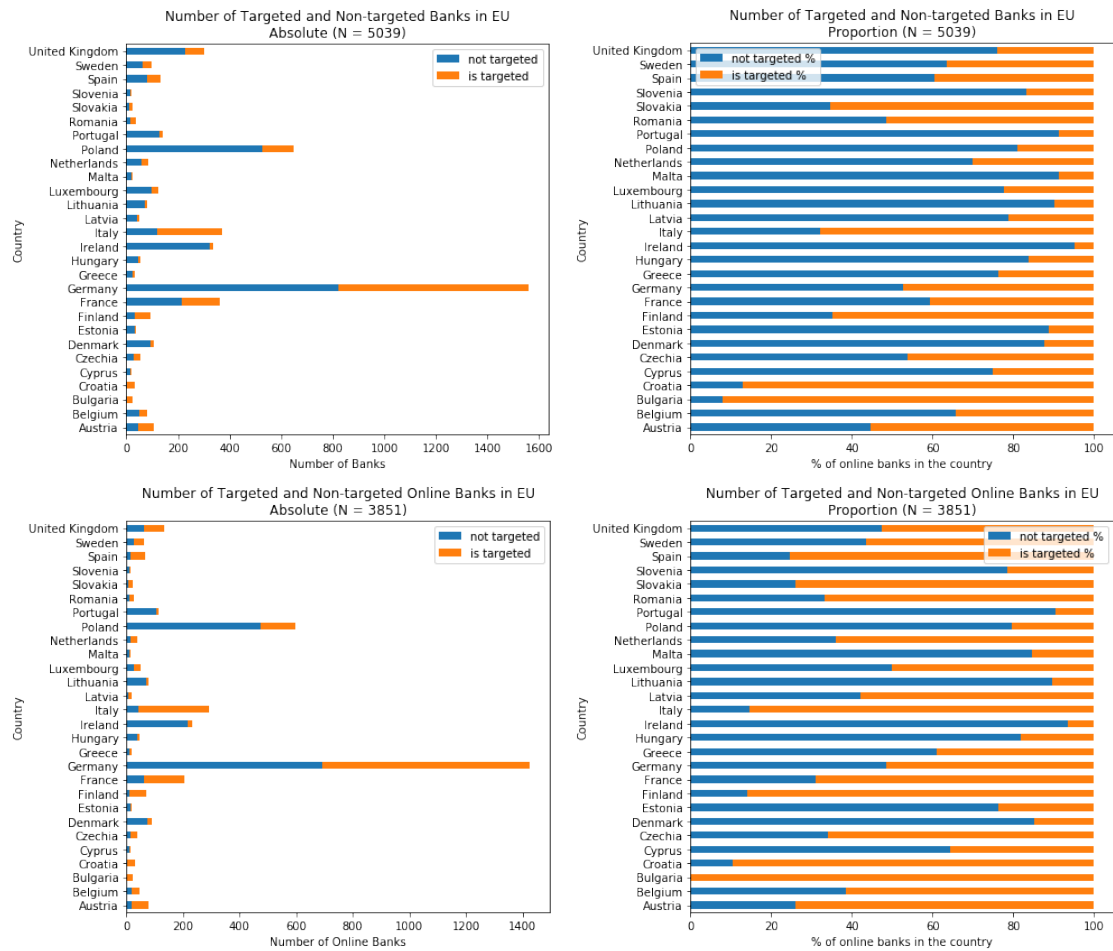 Number of Targeted and Non-targeted Banks in EU
Absolute (N = 5039)
not targeted
is targeted
Country
United Kingdom
Sweden
Spain
Slovenia
Slovakia
Romania
Portugal
Poland
Netherlands
Malta
Luxembourg
Lithuania
Latvia
Italy
Ireland
Hungary
Greece
Germany
France
Finland
Estonia
Denmark
Czechia
Cyprus
Croatia
Bulgaria
Belgium
Austria
0 200 400 600 800 1000 1200 1400 1600
Number of Banks
Number of Targeted and Non-targeted Banks in EU
Proportion (N = 5039)
not targeted %
is targeted %
Country
United Kingdom
Sweden
Spain
Slovenia
Slovakia
Romania
Portugal
Poland
Netherlands
Malta
Luxembourg
Lithuania
Latvia
Italy
Ireland
Hungary
Greece
Germany
France
Finland
Estonia
Denmark
Czechia
Cyprus
Croatia
Bulgaria
Belgium
Austria
0 20 40 60 80 100
% of online banks in the country
Number of Targeted and Non-targeted Online Banks in EU
Absolute (N = 3851)
not targeted
is targeted
Country
United Kingdom
Sweden
Spain
Slovenia
Slovakia
Romania
Portugal
Poland
Netherlands
Malta
Luxembourg
Lithuania
Latvia
Italy
Ireland
Hungary
Greece
Germany
France
Finland
Estonia
Denmark
Czechia
Cyprus
Croatia
Bulgaria
Belgium
Austria
0 200 400 600 800 1000 1200 1400
Number of Online Banks
Number of Targeted and Non-targeted Online Banks in EU
Proportion (N = 3851)
not targeted %
is targeted %
Country
United Kingdom
Sweden
Spain
Slovenia
Slovakia
Romania
Portugal
Poland
Netherlands
Malta
Luxembourg
Lithuania
Latvia
Italy
Ireland
Hungary
Greece
Germany
France
Finland
Estonia
Denmark
Czechia
Cyprus
Croatia
Bulgaria
Belgium
Austria
0 20 40 60 80 100
% of online banks in the country